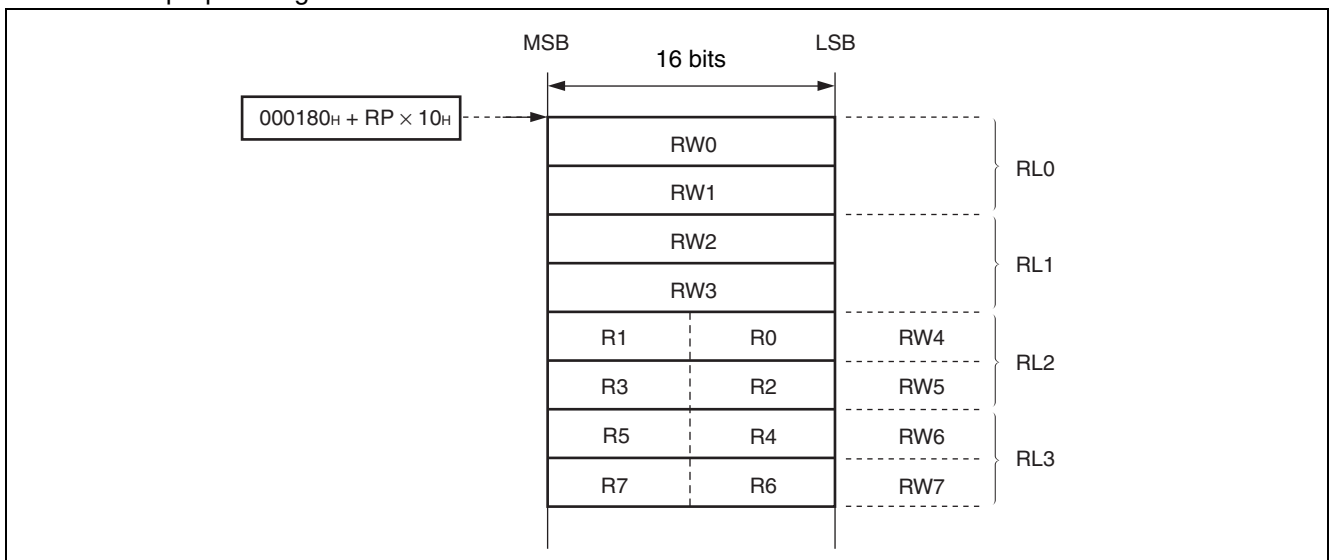 MSB LSB
16 bits
000180H + RP × 10H
RW0
RL0
RW1
RW2
RL1
RW3
R1 R0 RW4
RL2
R3 R2 RW5
R5 R4 RW6
RL3
R7 R6 RW7